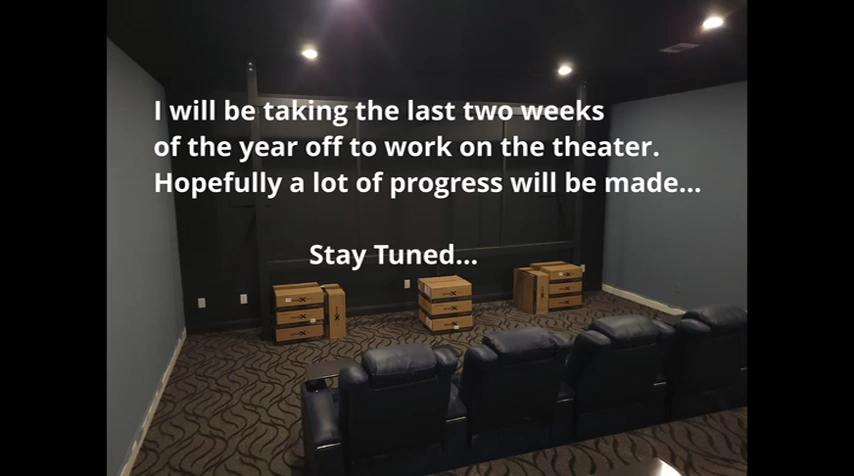 I will be taking the last two weeks
of the year off to work on the theater.
Hopefully a lot of progress will be made...
Stay Tuned...